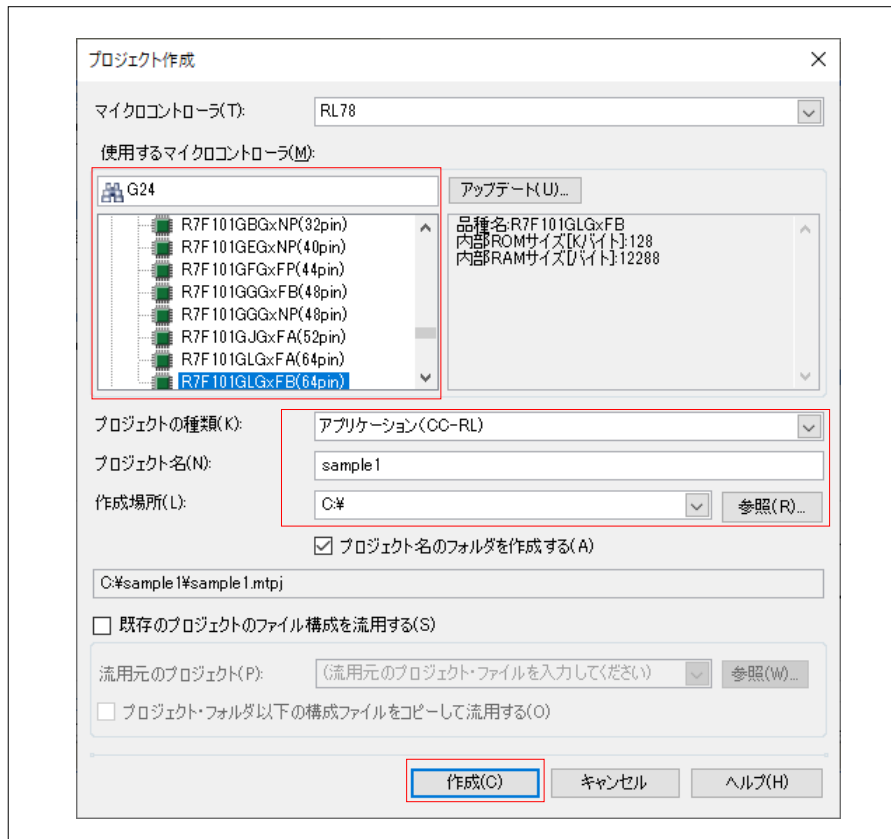 プロジェクト作成
マイクロコントローラ(T): RL78
使用するマイクロコントローラ(M):
G24 アップデート(U)...
R7F101GBGxNP(32pin)
R7F101GEGxNP(40pin)
R7F101GFGxFP(44pin)
R7F101GGGxFB(48pin)
R7F101GGGxNP(48pin)
R7F101GJGxFA(52pin)
R7F101GLGxFA(64pin)
R7F101GLGxFB(64pin)
品種名:R7F101GLGxFB
内部ROMサイズ[Kバイト]:128
内部RAMサイズ[バイト]:12288
プロジェクトの種類(K): アプリケーション(CC-RL)
プロジェクト名(N): sample1
作成場所(L): C:¥ 参照(R)...
プロジェクト名のフォルダを作成する(A)
C:¥sample1¥sample1.mtpj
既存のプロジェクトのファイル構成を流用する(S)
流用元のプロジェクト(P): (流用元のプロジェクト・ファイルを入力してください) 参照(W)...
プロジェクト・フォルダ以下の構成ファイルをコピーして流用する(O)
作成(C) キャンセル ヘルプ(H)